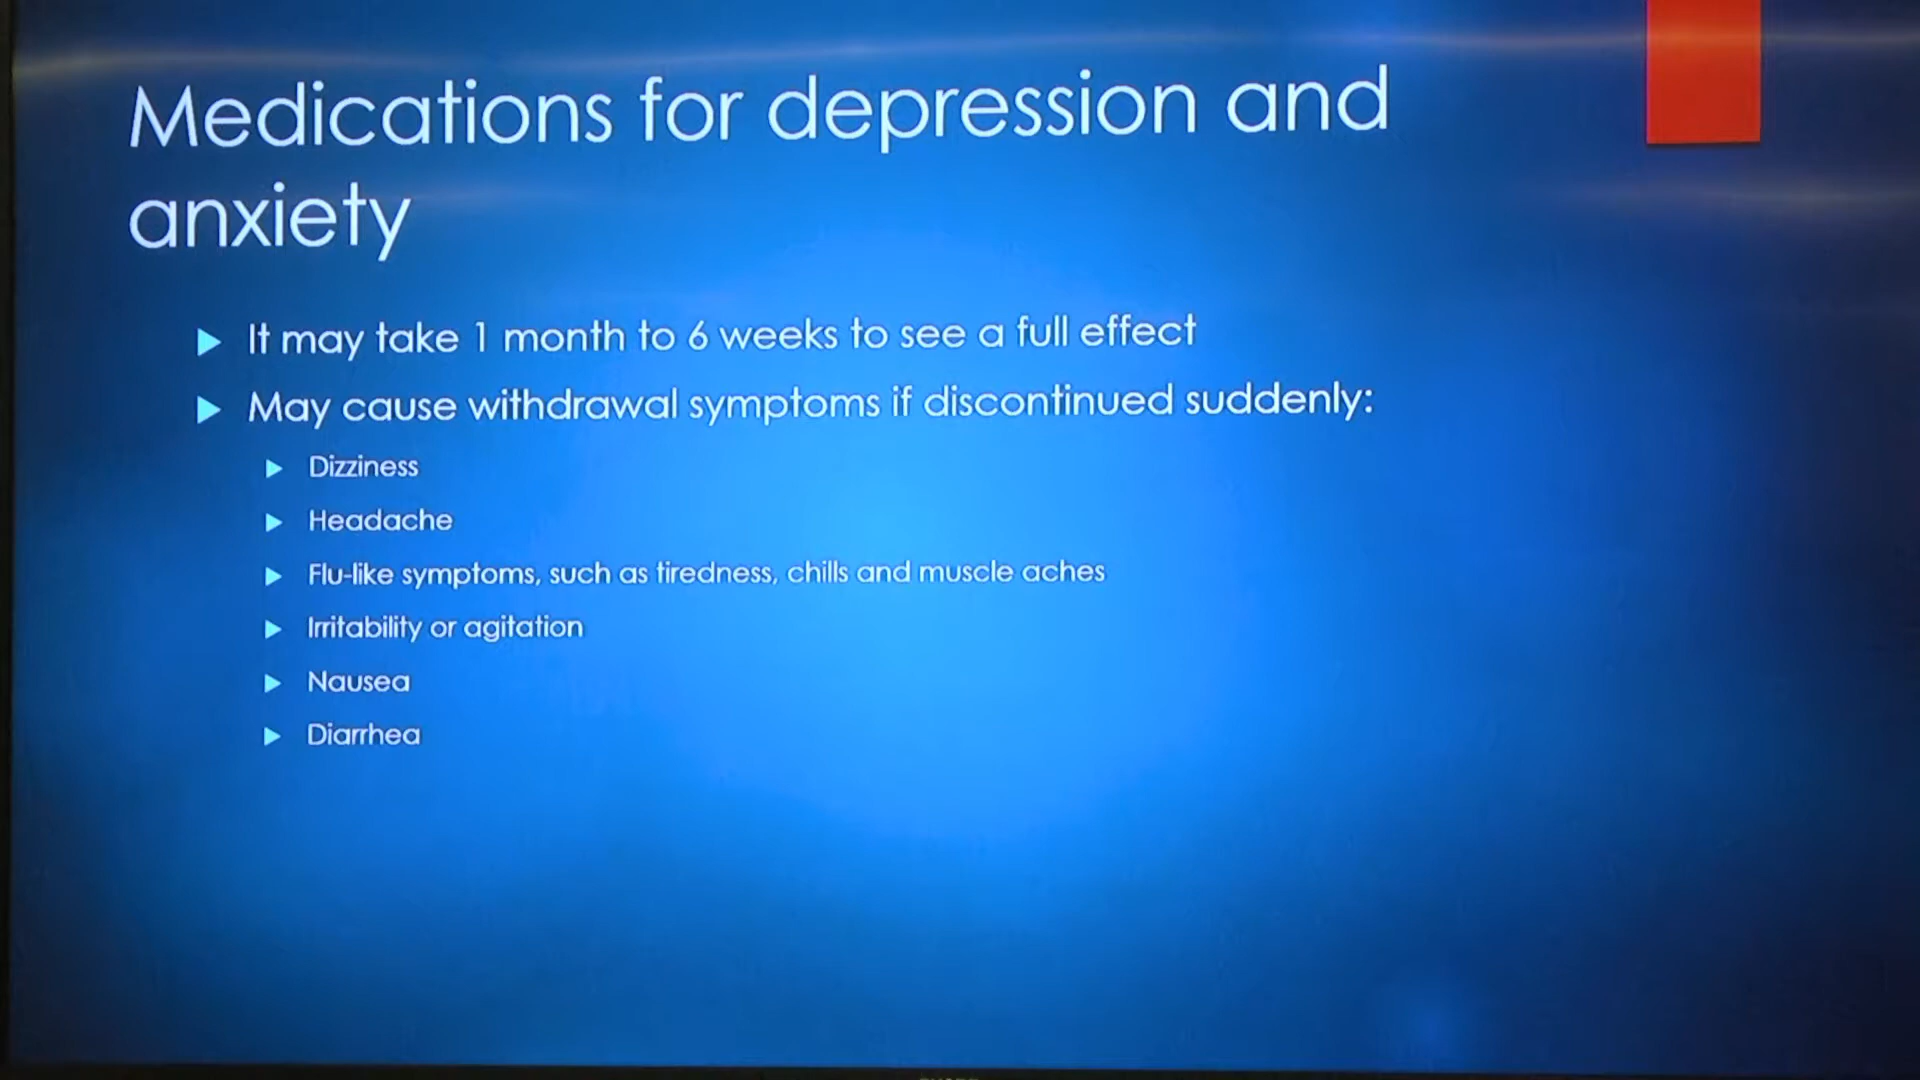 Medications for depression and
anxiety
It may take 1 month to 6 weeks to see a full effect
May cause withdrawal symptoms if discontinued suddenly:
Dizziness
Headache
Flu-like symptoms, such as tiredness, chills and muscle aches
Irritability or agitation
Nausea
Diarrhea